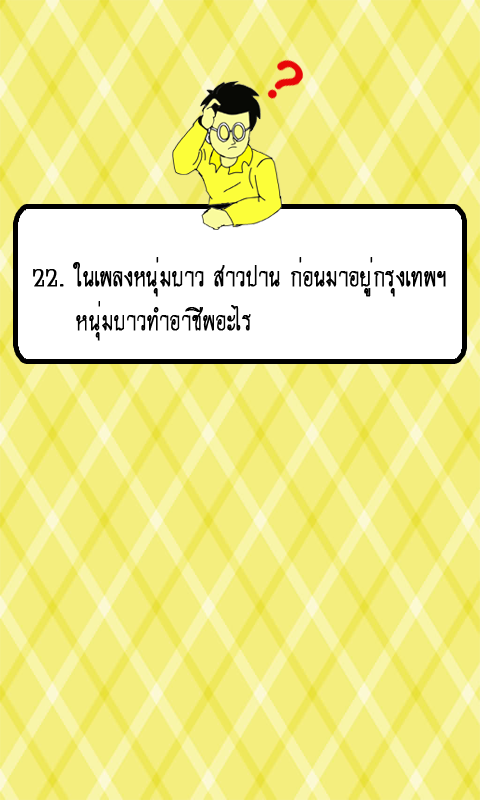 22. ในเพลงหนุ่มบาว สาวปาน ก่อนมาอยู่กรุงเทพฯ
หนุ่มบาวทำอาชีพอะไร